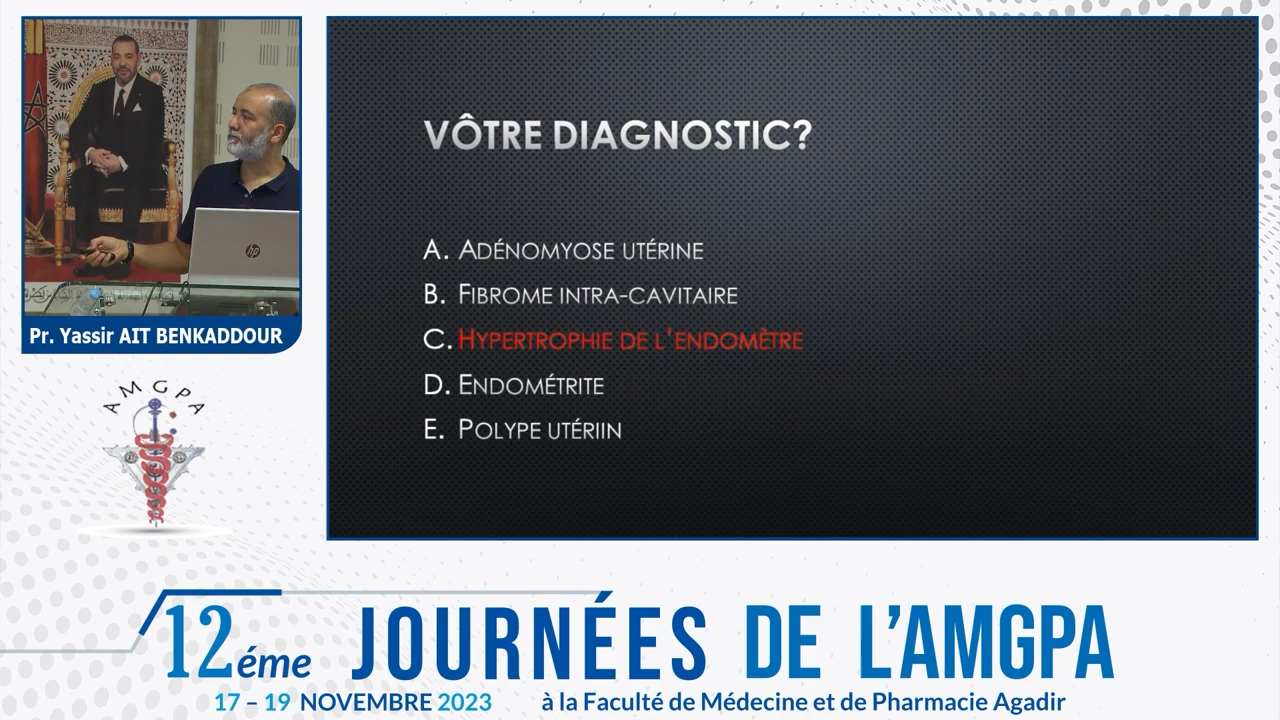 hp
Pr. Yassir AIT BENKADDOUR
AMGPA
VÔTRE DIAGNOSTIC?
A. ADÉNOMYOSE UTÉRINE
B. FIBROME INTRA-CAVITAIRE
C. HYPERTROPHIE DE L'ENDOMÈTRE
D. ENDOMÉTRITE
E. POLYPE UTÉRIIN
12éme JOURNÉES DE L'AMGPA
17 – 19 NOVEMBRE 2023 à la Faculté de Médecine et de Pharmacie Agadir